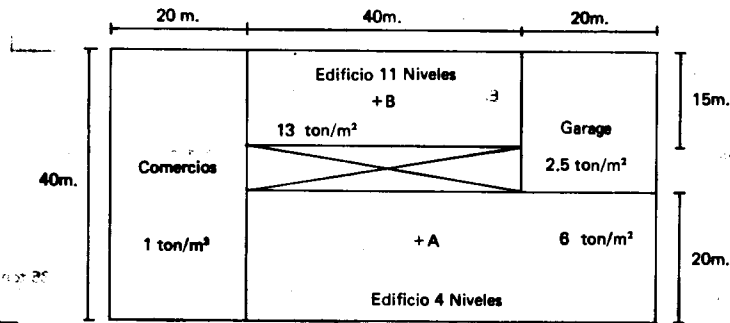 20 m. 40m. 20m.
Edificio 11 Niveles
+B
13 ton/m²
15m.
Garage
2.5 ton/m²
Comercios
40m.
1 ton/m³
+A
6 ton/m²
20m.
Edificio 4 Niveles